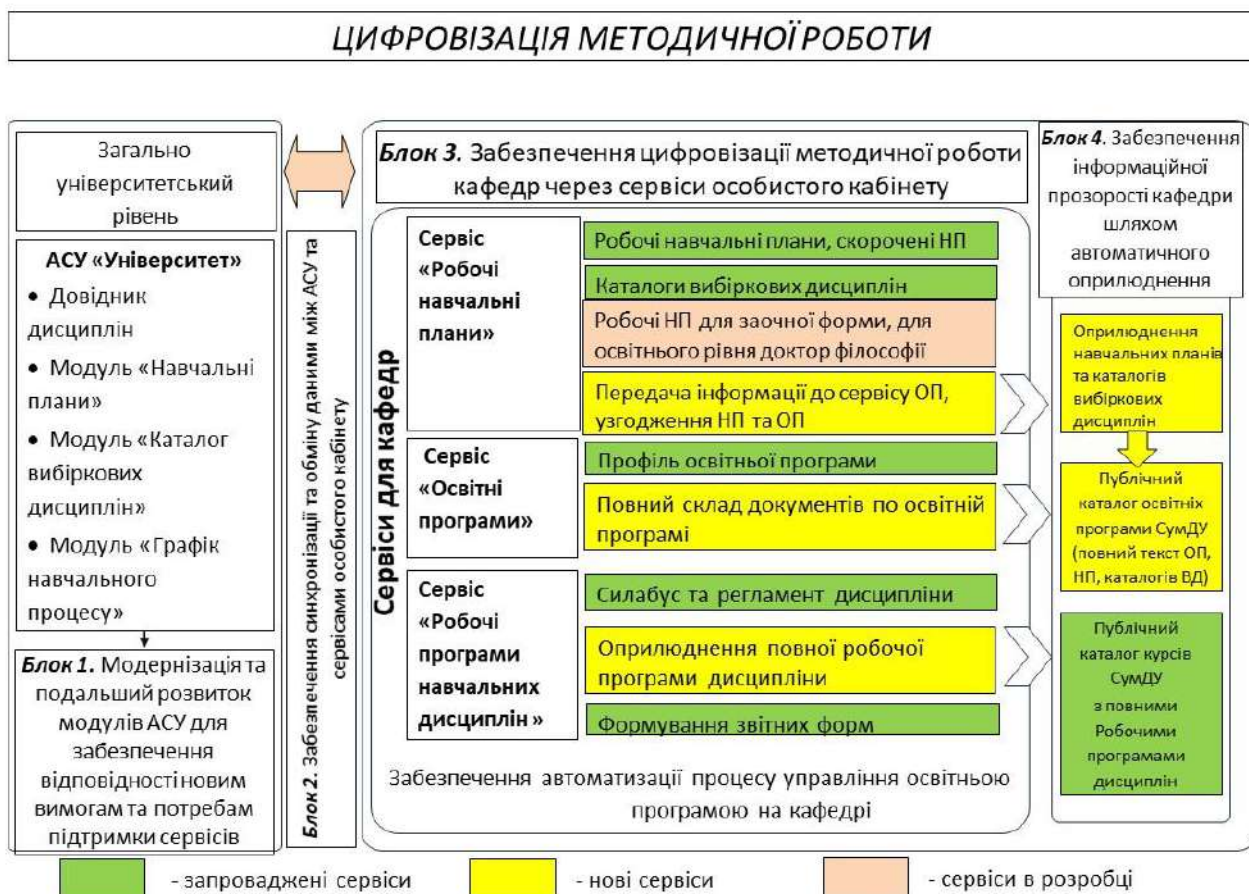 ЦИФРОВІЗАЦІЯ МЕТОДИЧНОЇ РОБОТИ
Загально
університетський
рівень
АСУ «Університет»
• Довідник
дисциплін
• Модуль «Навчальні
плани»
• Модуль «Каталог
вибіркових
дисциплін»
• Модуль «Графік
навчального
процесу»
Блок 1. Модернізація та
подальший розвиток
модулів АСУ для
забезпечення
відповідності новим
вимогам та потребам
підтримки сервісів
Блок 2. Забезпечення синхронізації та обміну даними між АСУ та
сервісами особистого кабінету
Блок 3. Забезпечення цифровізації методичної роботи
кафедр через сервіси особистого кабінету
Сервіси для кафедр
Сервіс
«Робочі
навчальні
плани»
Робочі навчальні плани, скорочені НП
Каталоги вибіркових дисциплін
Робочі НП для заочної форми, для
освітнього рівня доктор філософії
Передача інформації до сервісу ОП,
узгодження НП та ОП
Сервіс
«Освітні
програми»
Профіль освітньої програми
Повний склад документів по освітній
програмі
Сервіс
«Робочі
програми
навчальних
дисциплін »
Силабус та регламент дисципліни
Оприлюднення повної робочої
програми дисципліни
Формування звітних форм
Забезпечення автоматизації процесу управління освітньою
програмою на кафедрі
Блок 4. Забезпечення
інформаційної
прозорості кафедри
шляхом
автоматичного
оприлюднення
Оприлюднення
навчальних планів
та каталогів
вибіркових
дисциплін
Публічний
каталог освітніх
програми СумДУ
(повний текст ОП,
НП, каталогів ВД)
Публічний
каталог курсів
СумДУ
з повними
Робочими
програмами
дисциплін
- запроваджені сервіси
- нові сервіси
- сервіси в розробці